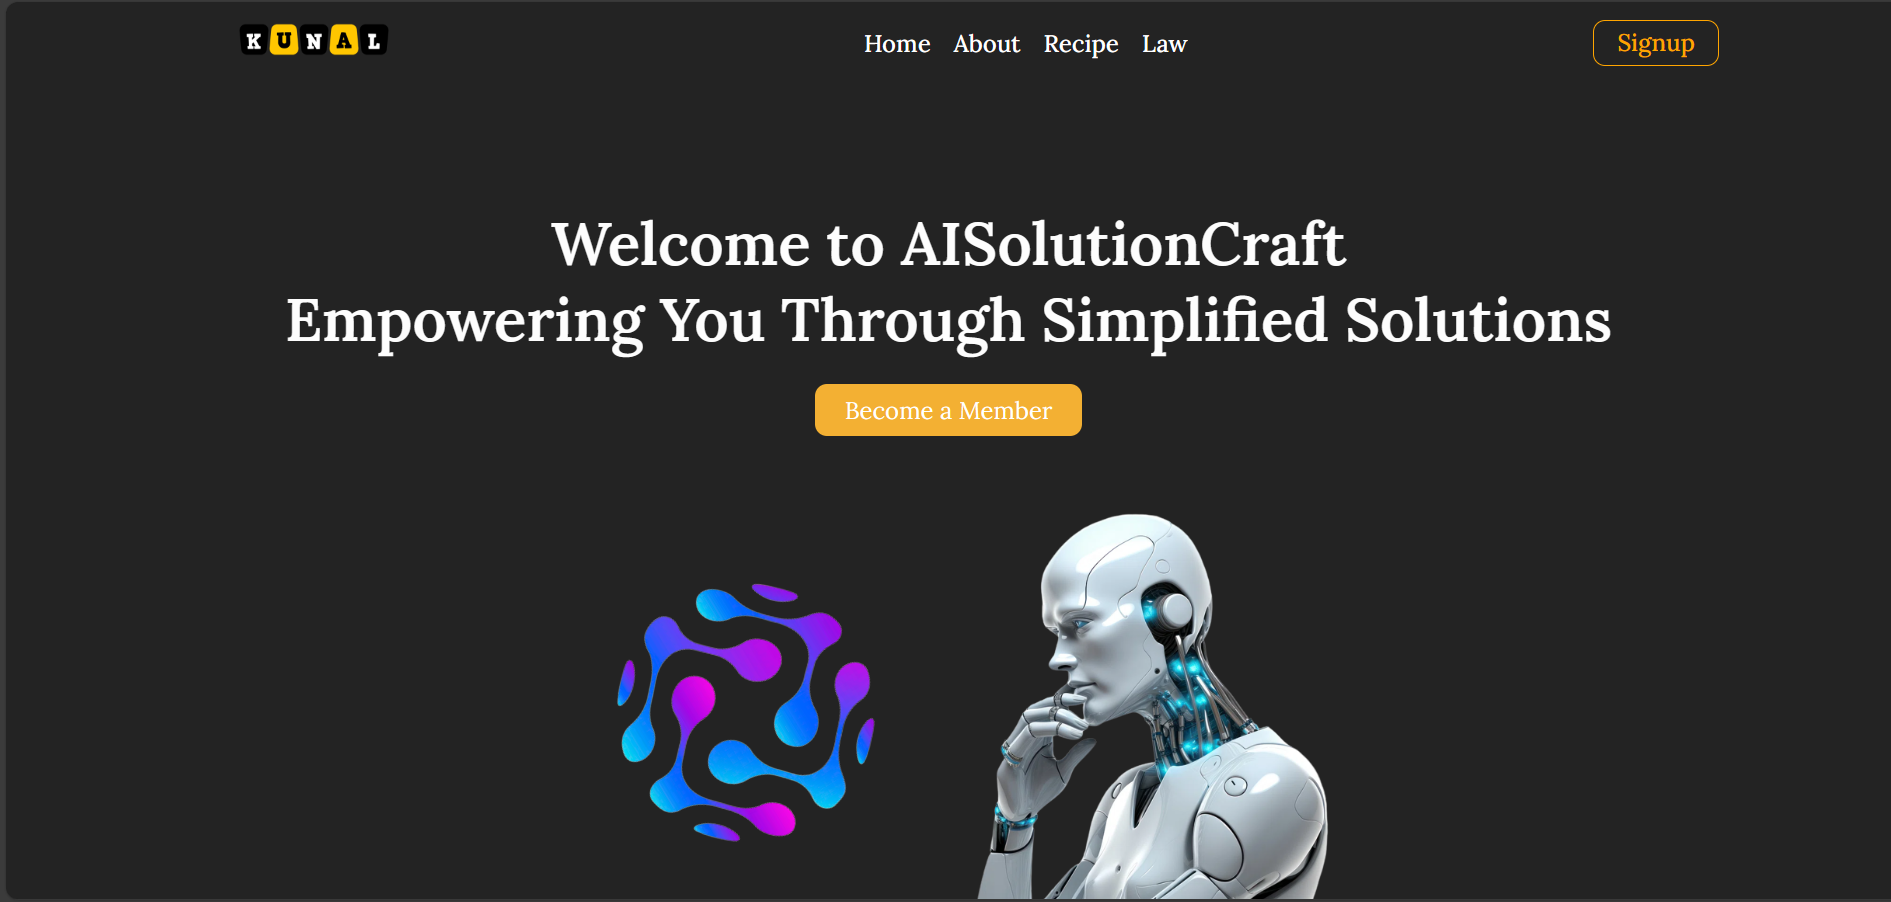 KUNAL
Home About Recipe Law
Signup
Welcome to AISolutionCraft
Empowering You Through Simplified Solutions
Become a Member